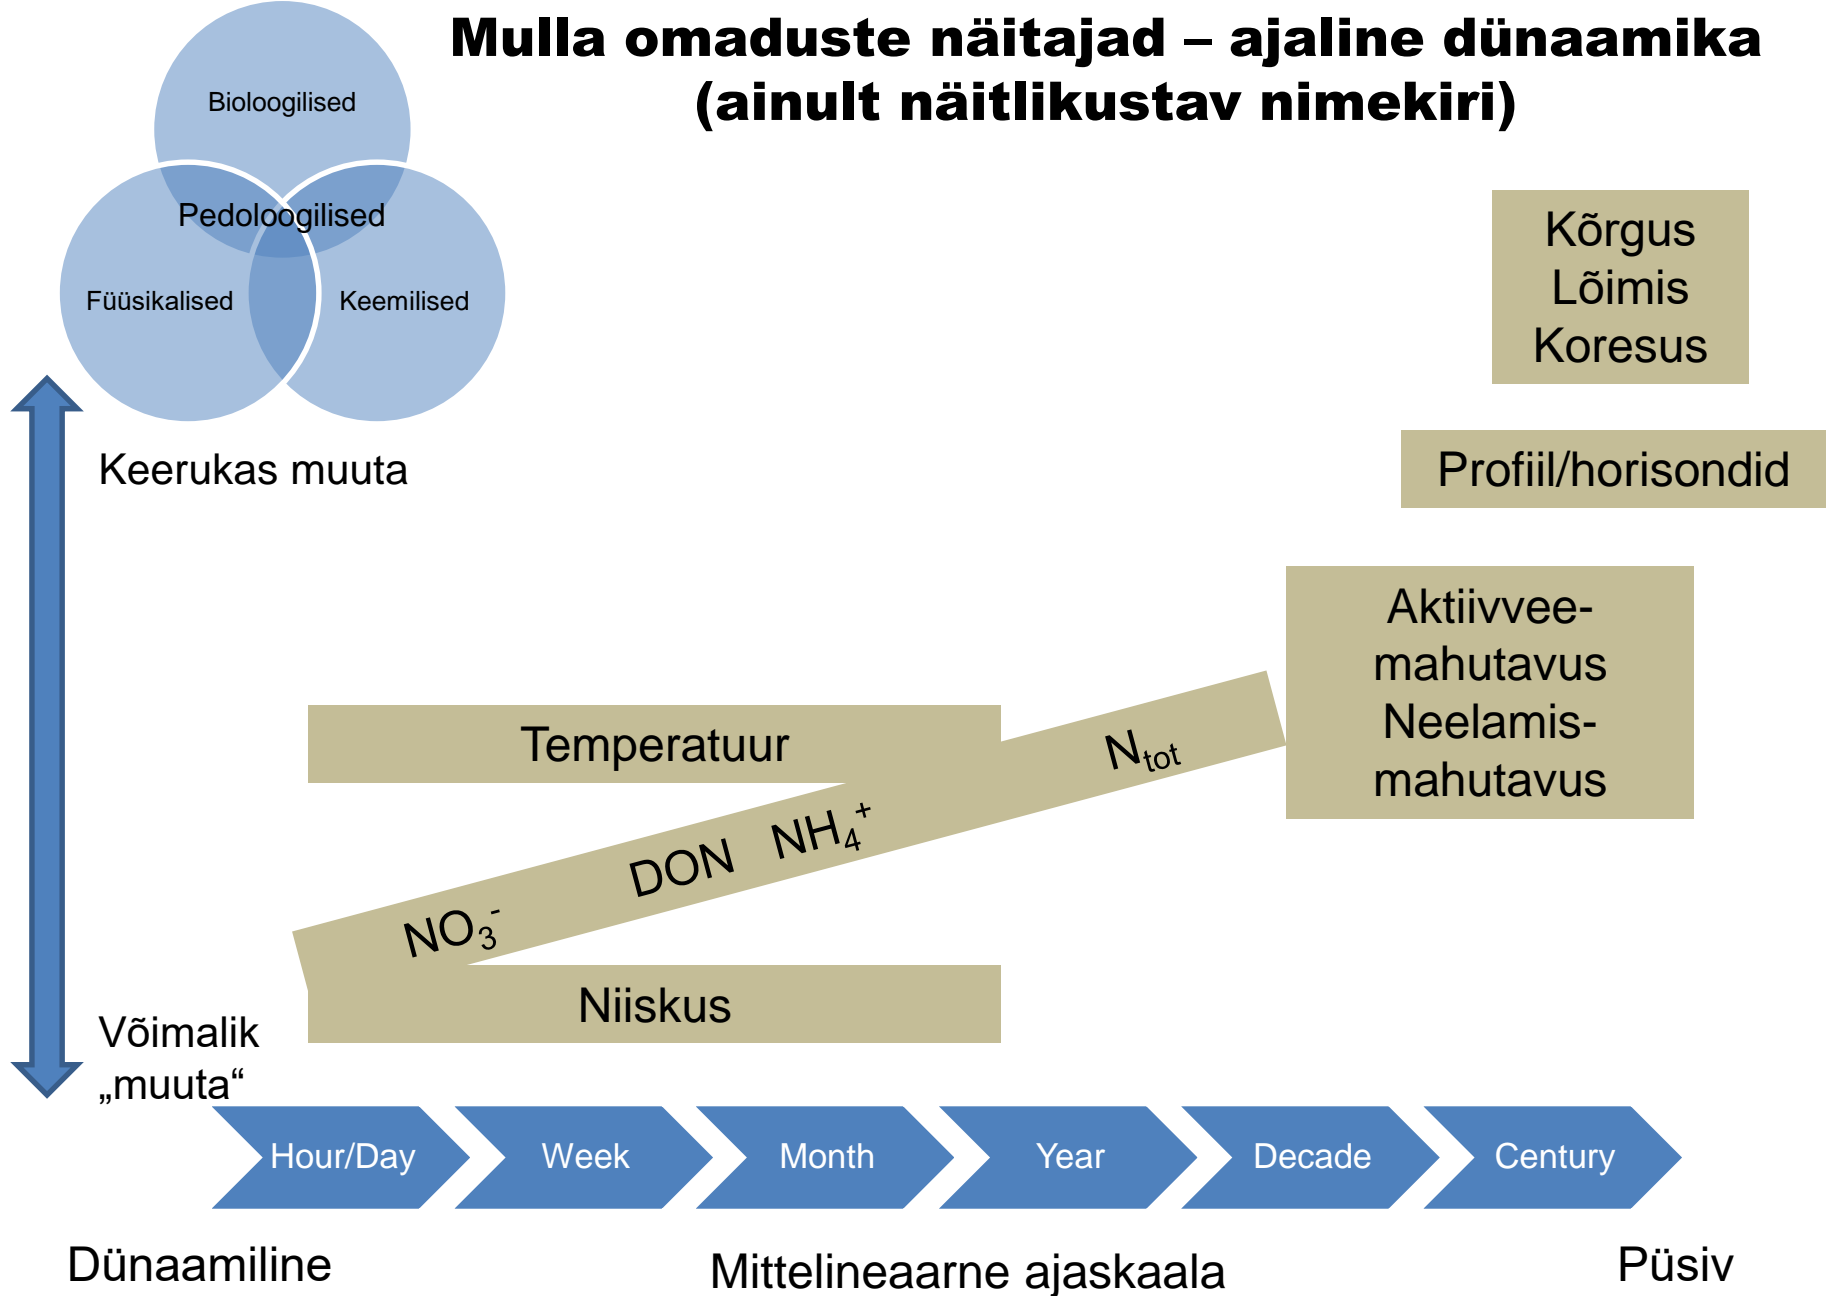 Mulla omaduste näitajad – ajaline dünaamika
(ainult näitlikustav nimekiri)
Bioloogilised
Pedoloogilised
Füüsikalised
Keemilised
Kõrgus
Lõimis
Koresus
Keerukas muuta
Profiil/horisondid
Aktiivvee-
mahutavus
Neelamis-
mahutavus
Temperatuur
NO₃⁻ DON NH₄⁺ Nₜₒₜ
Niiskus
Võimalik
„muuta“
Hour/Day
Week
Month
Year
Decade
Century
Dünaamiline
Mittelineaarne ajaskaala
Püsiv